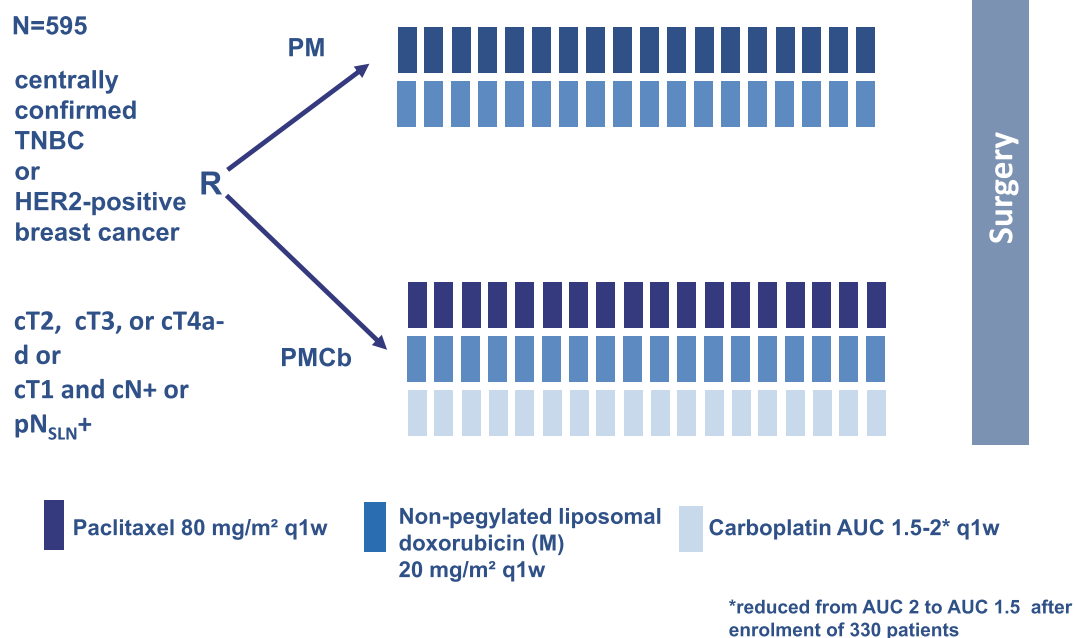 N=595
centrally
confirmed
TNBC
or
HER2-positive
breast cancer
cT2, cT3, or cT4a-
d or
cT1 and cN+ or
pNSLN+
R
PM
PMCb
Surgery
Paclitaxel 80 mg/m² q1w
Non-pegylated liposomal
doxorubicin (M)
20 mg/m² q1w
Carboplatin AUC 1.5-2* q1w
*reduced from AUC 2 to AUC 1.5 after
enrolment of 330 patients